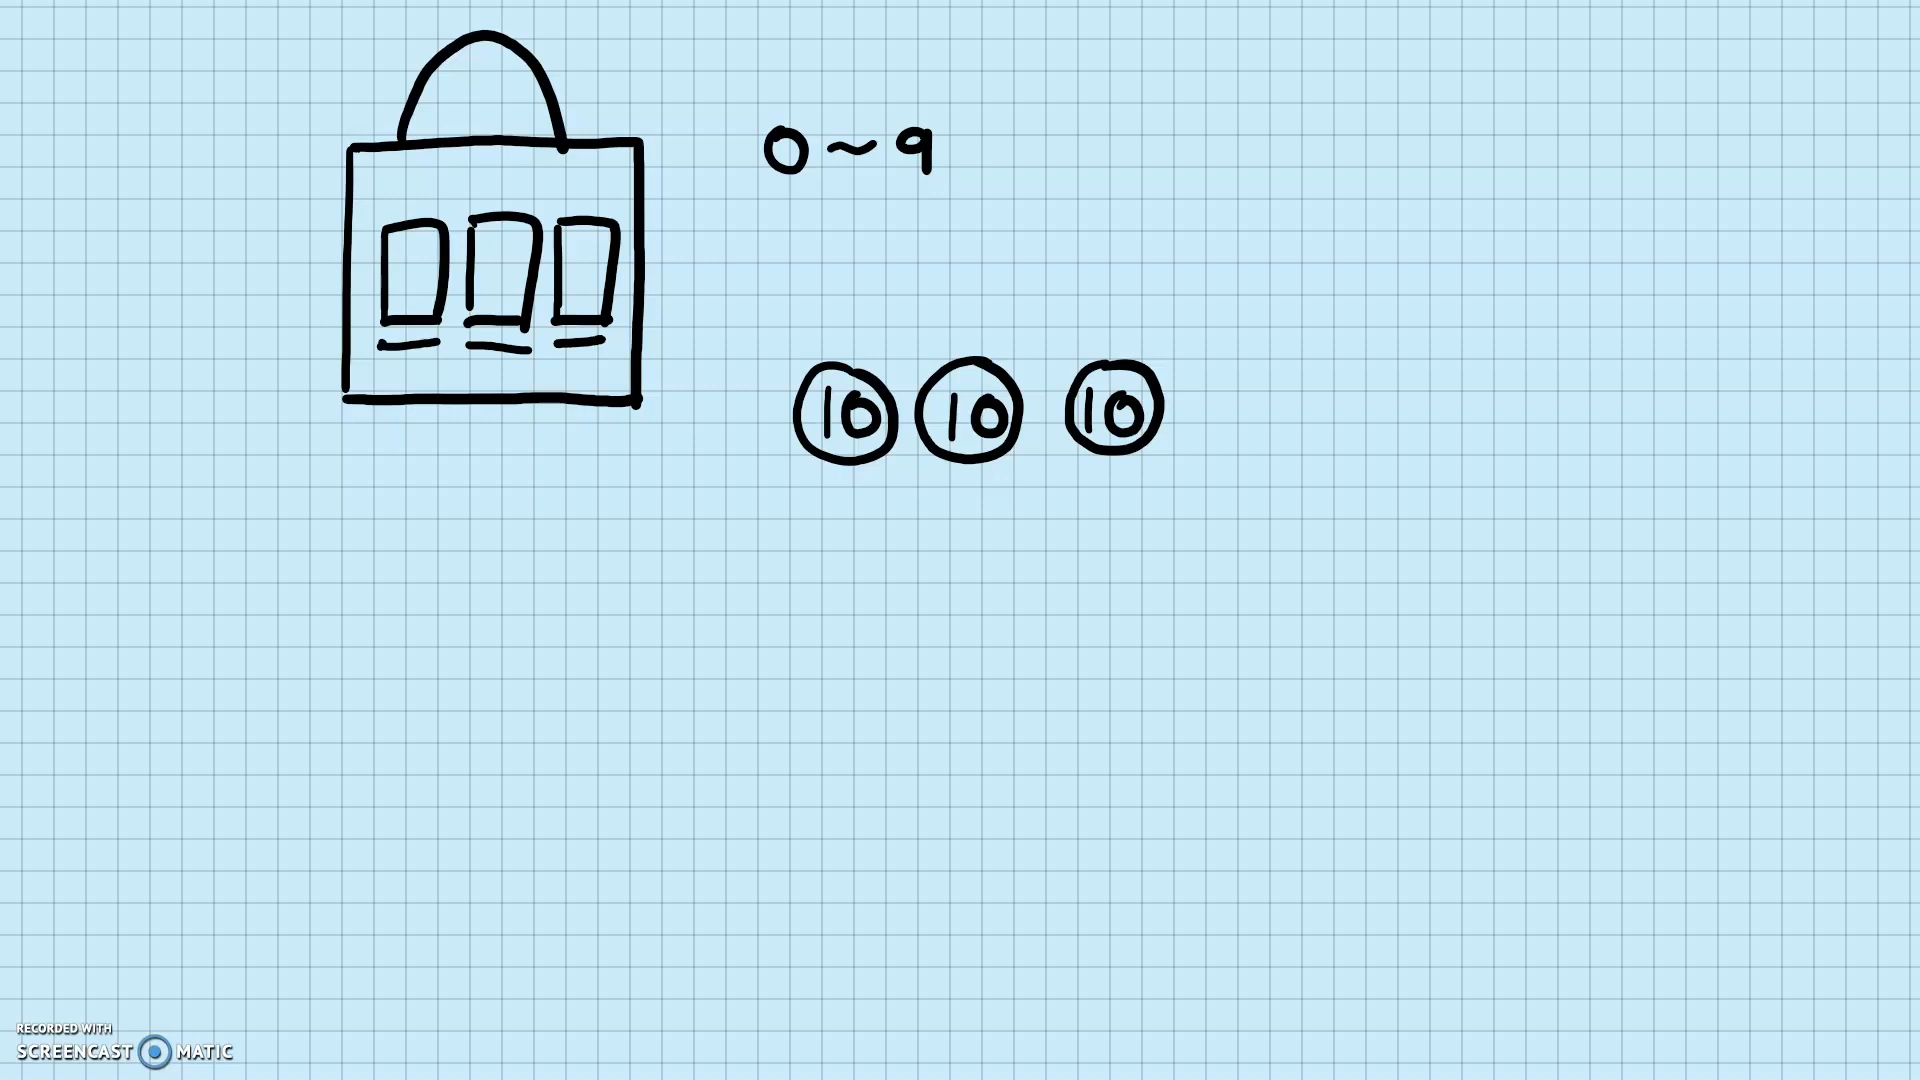 0 ~ 9
10 10 10
RECORDED WITH
SCREENCAST MATIC